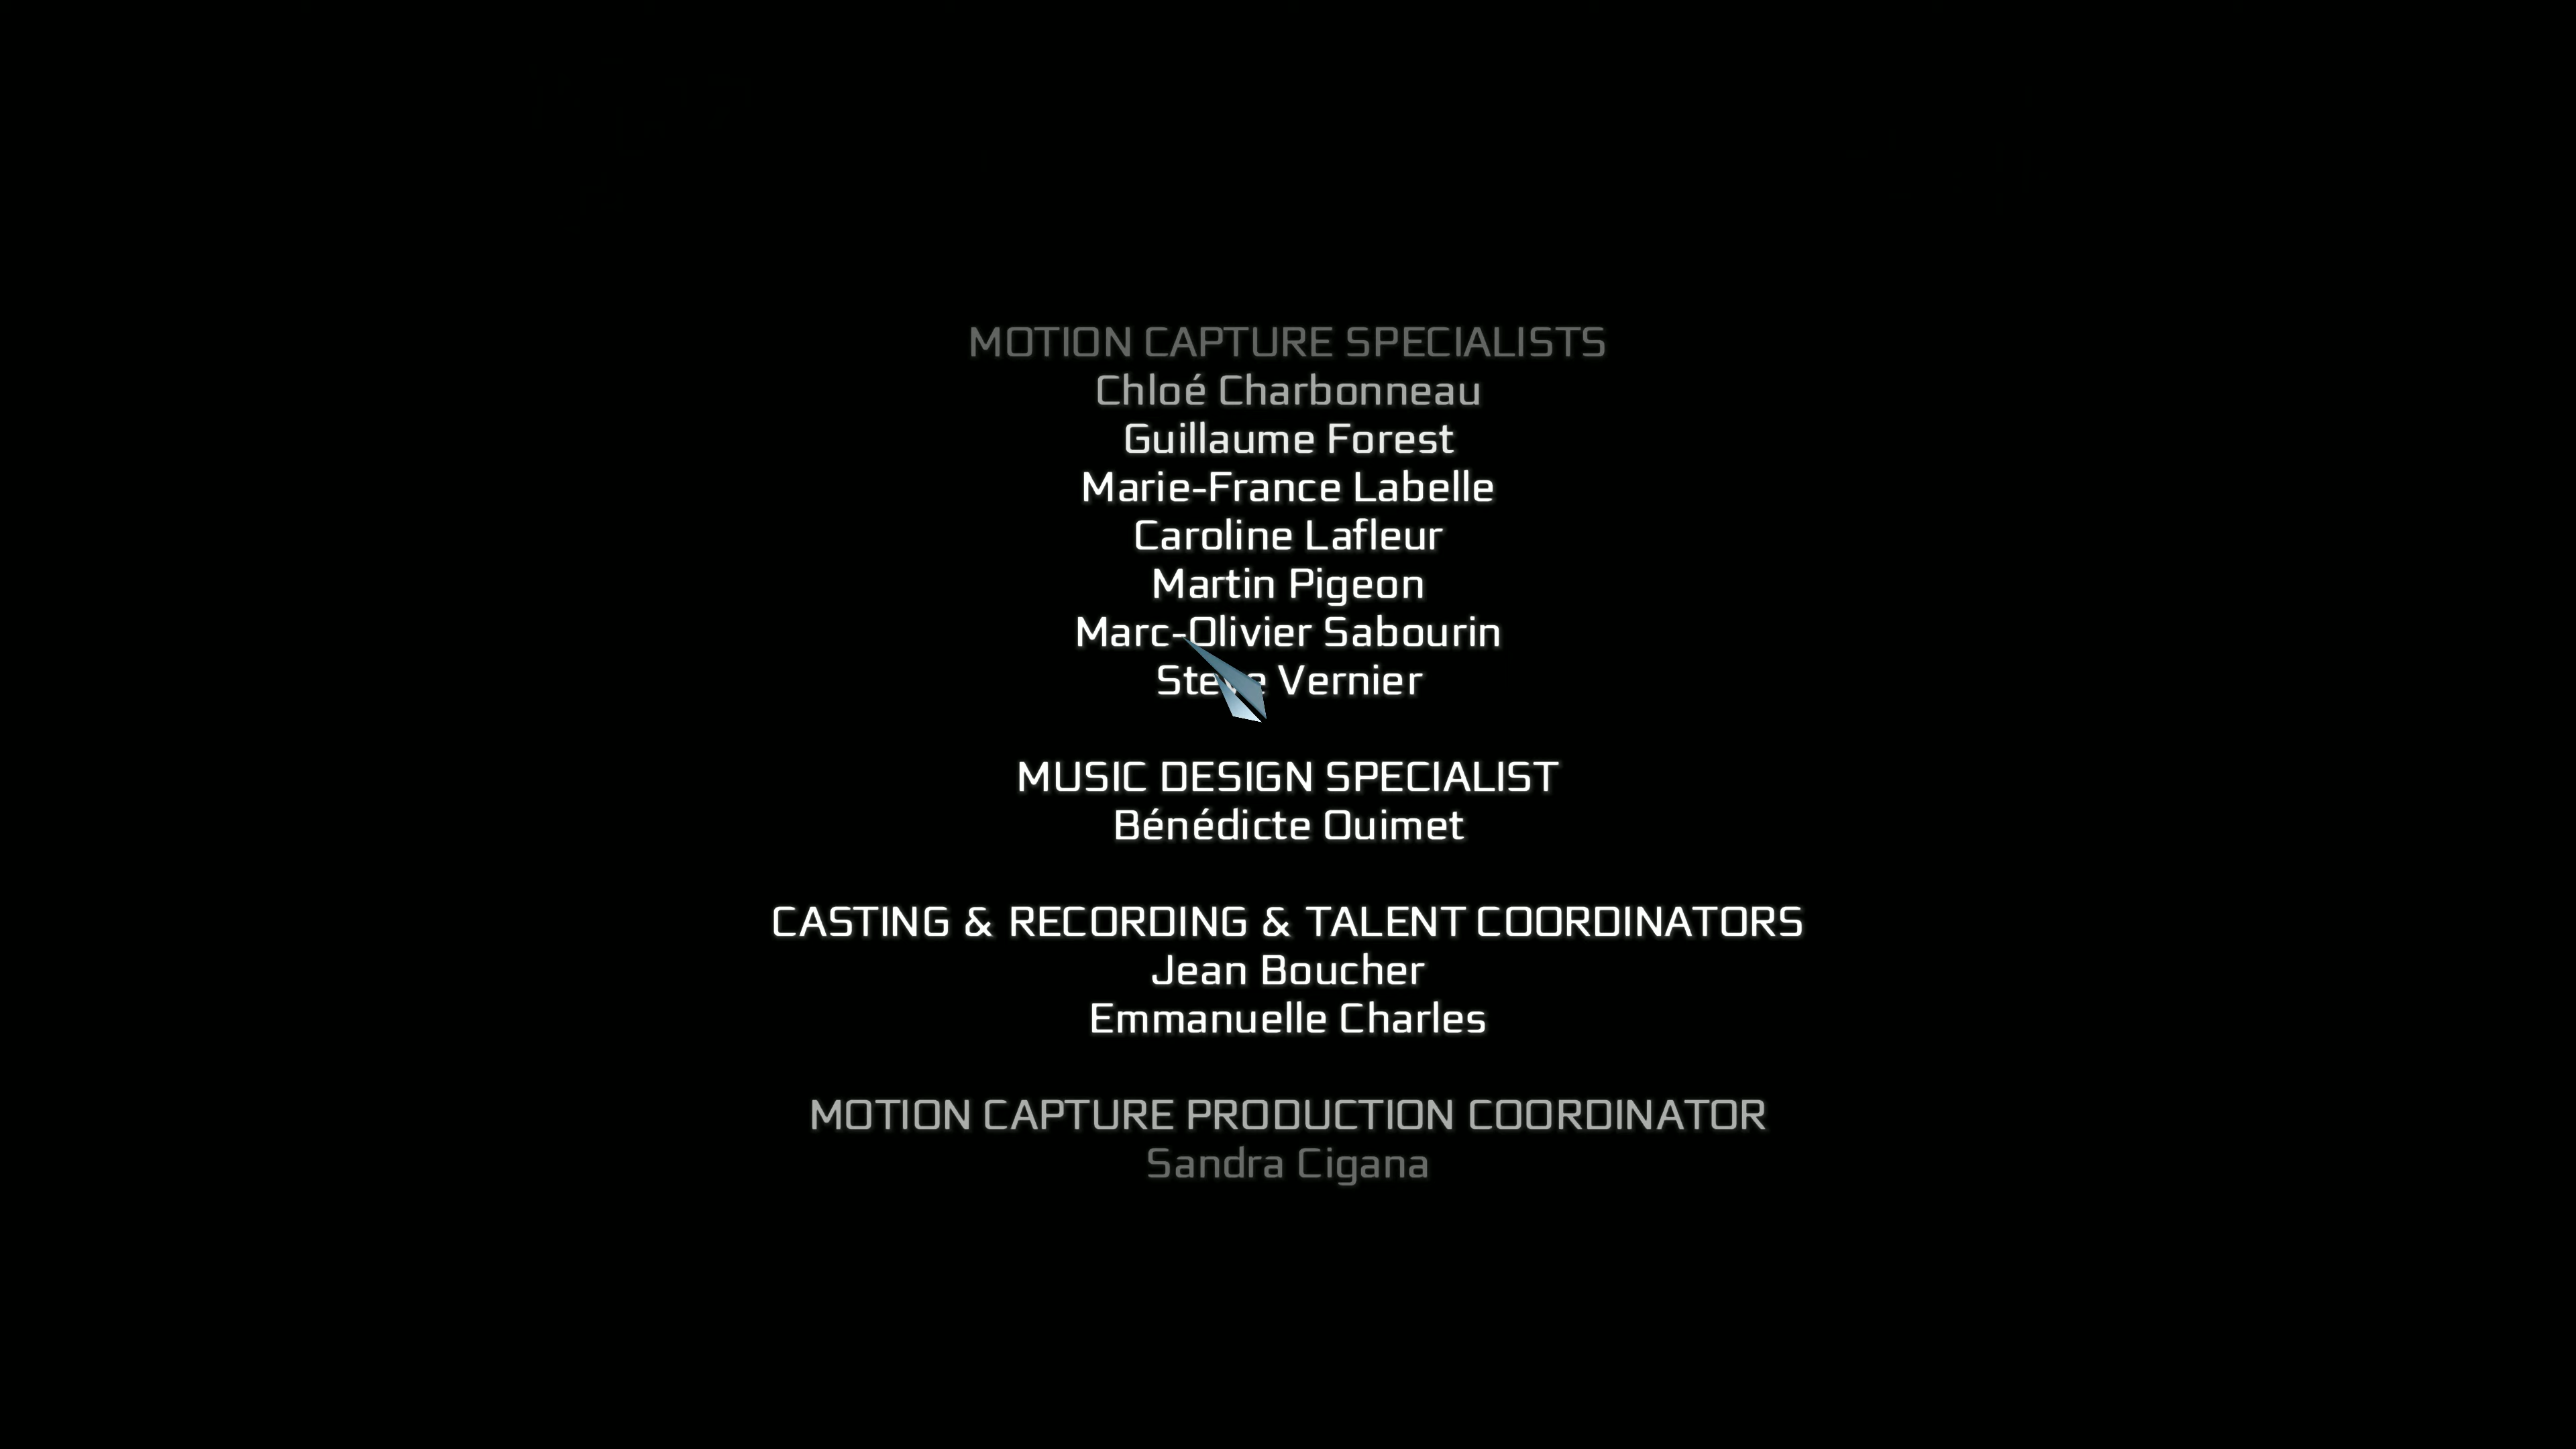 MOTION CAPTURE SPECIALISTS
Chloé Charbonneau
Guillaume Forest
Marie-France Labelle
Caroline Lafleur
Martin Pigeon
Marc-Olivier Sabourin
Steve Vernier
MUSIC DESIGN SPECIALIST
Bénédicte Ouimet
CASTING & RECORDING & TALENT COORDINATORS
Jean Boucher
Emmanuelle Charles
MOTION CAPTURE PRODUCTION COORDINATOR
Sandra Cigana